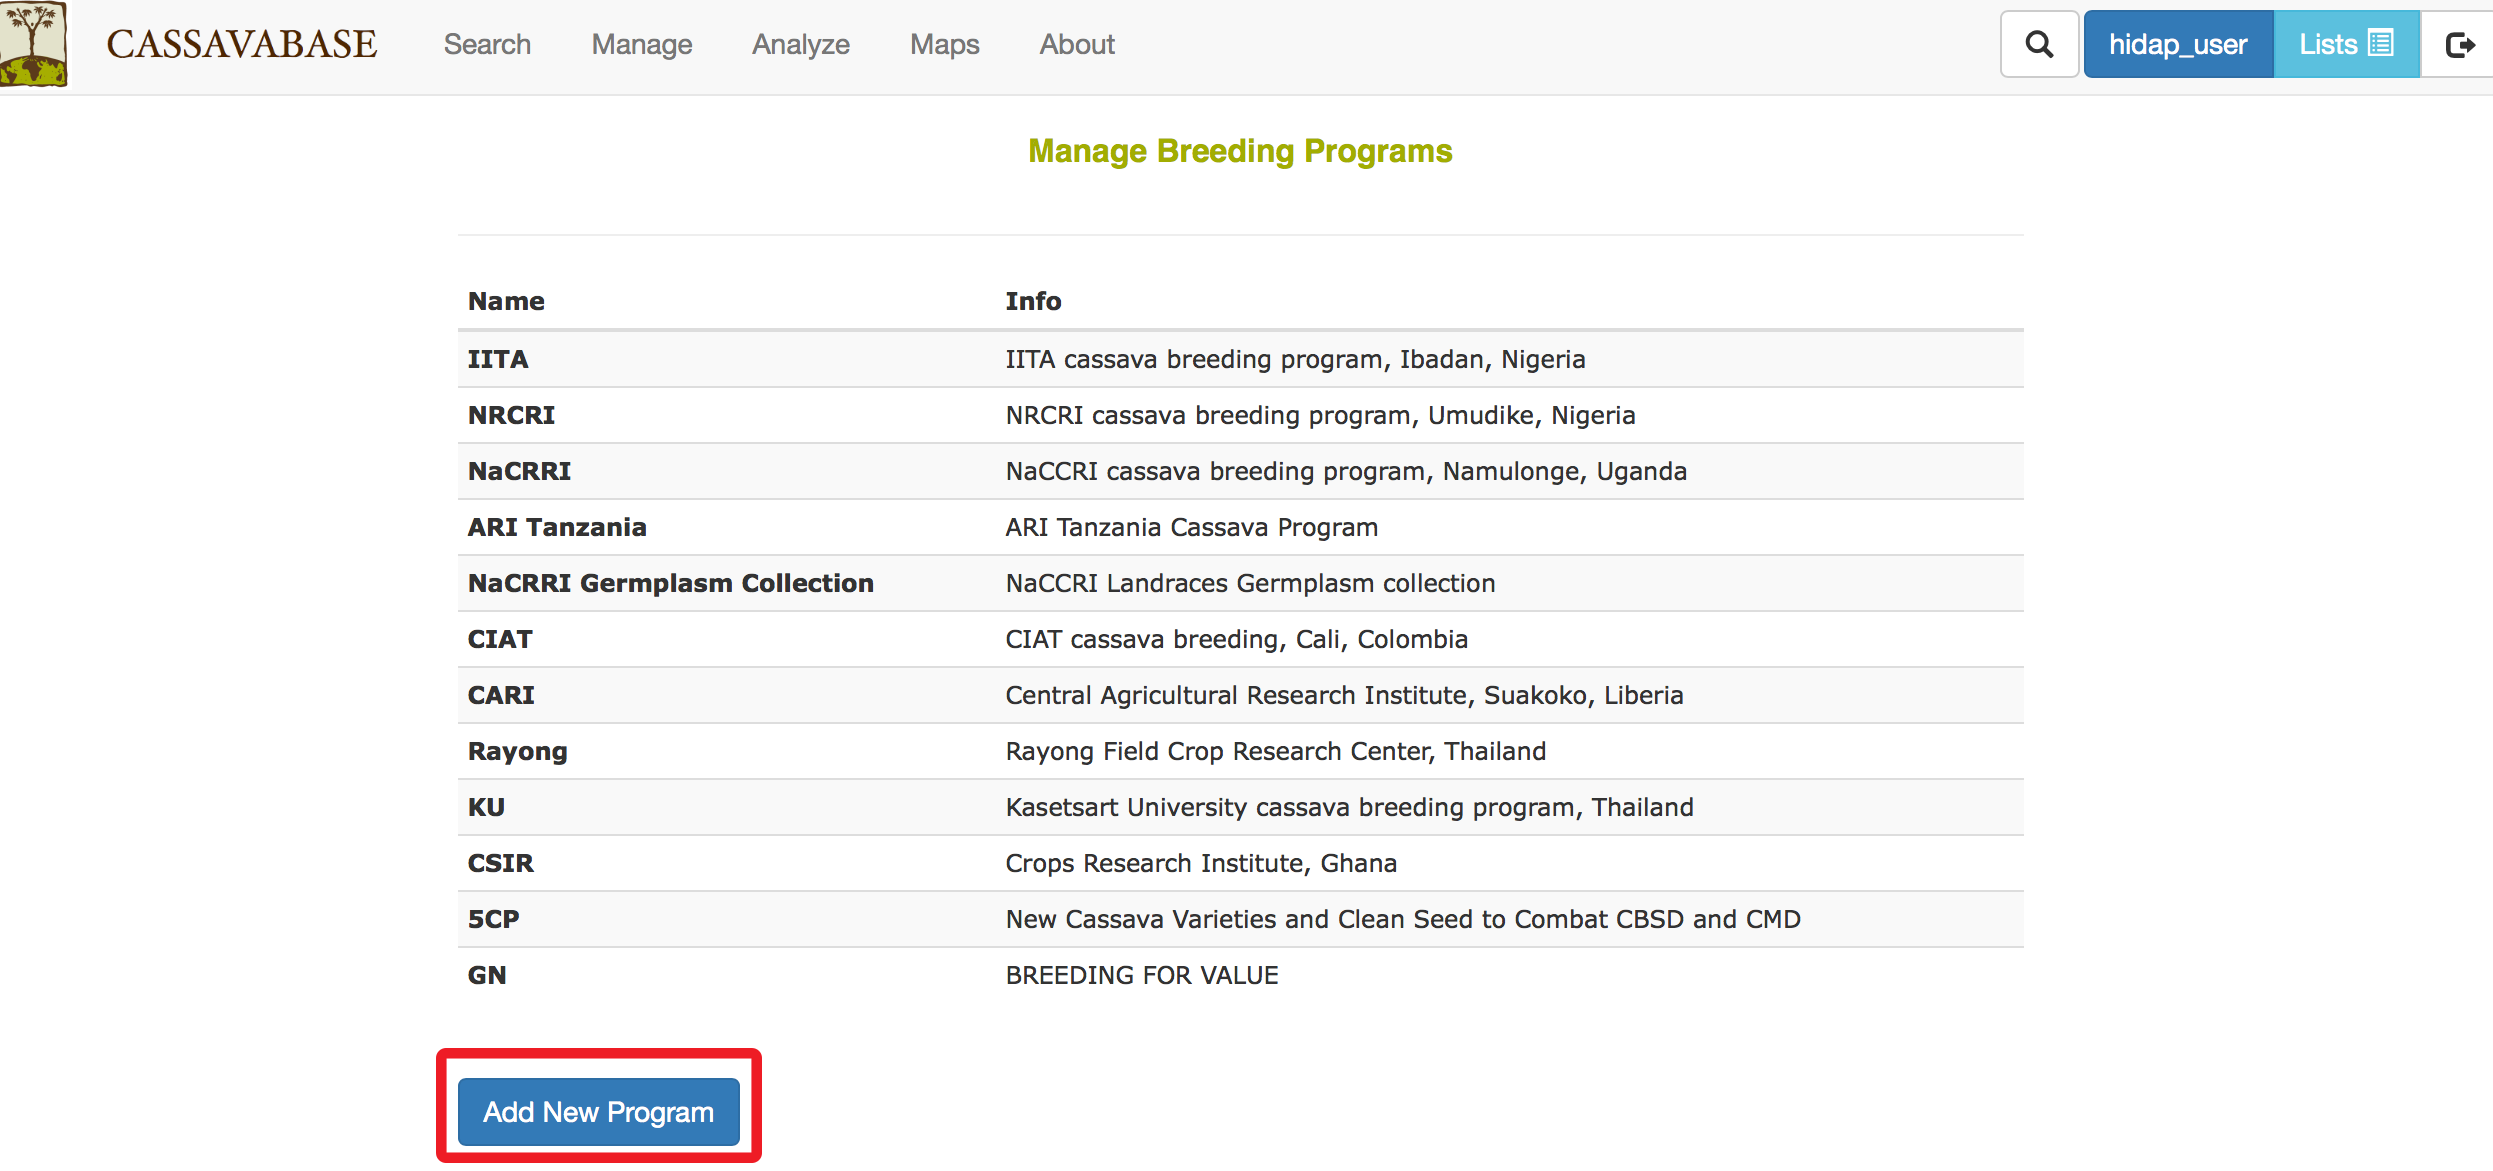 CASSAVABASE Search Manage Analyze Maps About hidap_user Lists
Manage Breeding Programs
Name Info
IITA IITA cassava breeding program, Ibadan, Nigeria
NRCRI NRCRI cassava breeding program, Umudike, Nigeria
NaCRRI NaCCRI cassava breeding program, Namulonge, Uganda
ARI Tanzania ARI Tanzania Cassava Program
NaCRRI Germplasm Collection NaCCRI Landraces Germplasm collection
CIAT CIAT cassava breeding, Cali, Colombia
CARI Central Agricultural Research Institute, Suakoko, Liberia
Rayong Rayong Field Crop Research Center, Thailand
KU Kasetsart University cassava breeding program, Thailand
CSIR Crops Research Institute, Ghana
5CP New Cassava Varieties and Clean Seed to Combat CBSD and CMD
GN BREEDING FOR VALUE
Add New Program